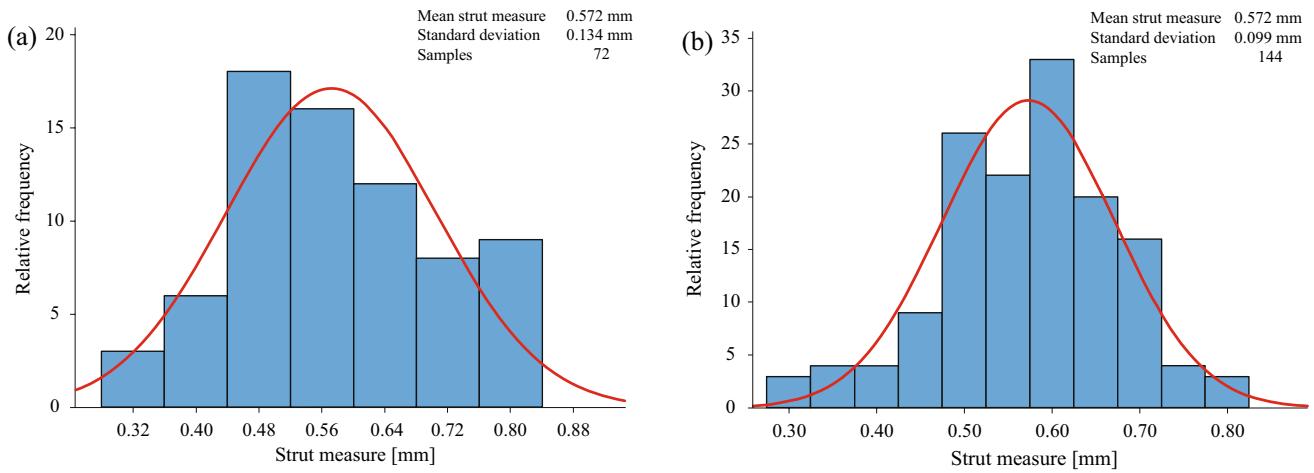 (a)
Mean strut measure 0.572 mm
Standard deviation 0.134 mm
Samples 72
20
15
10
5
0
Relative frequency
0.32 0.40 0.48 0.56 0.64 0.72 0.80 0.88
Strut measure [mm]
(b)
Mean strut measure 0.572 mm
Standard deviation 0.099 mm
Samples 144
35
30
25
20
15
10
5
0
Relative frequency
0.30 0.40 0.50 0.60 0.70 0.80
Strut measure [mm]